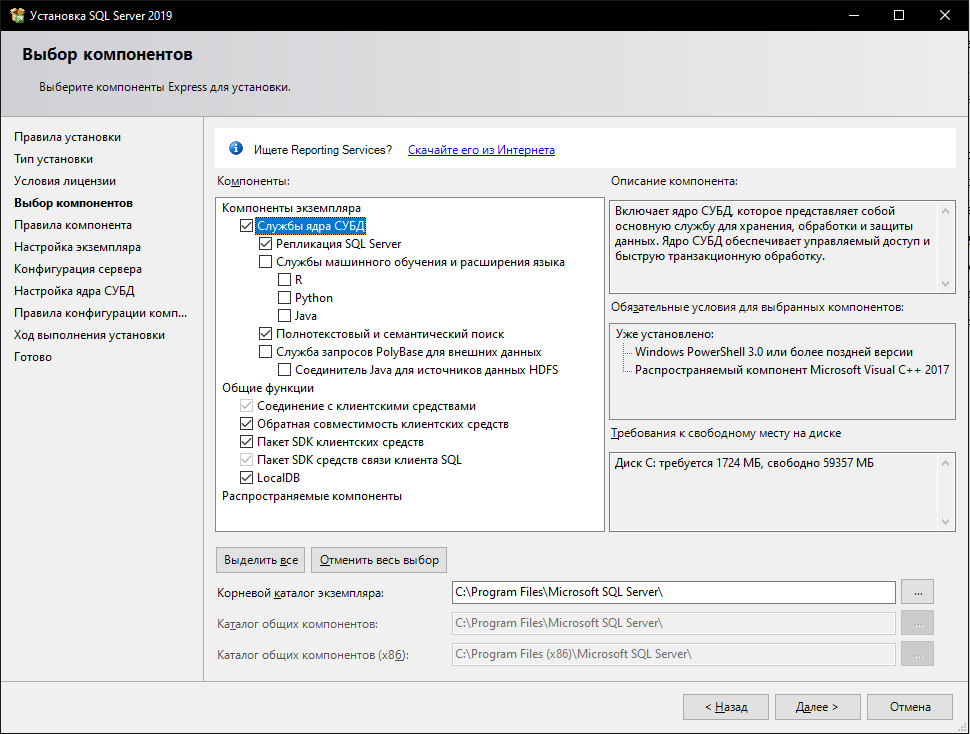 Установка SQL Server 2019
Выбор компонентов
Выберите компоненты Express для установки.
Правила установки
Тип установки
Условия лицензии
Выбор компонентов
Правила компонента
Настройка экземпляра
Конфигурация сервера
Настройка ядра СУБД
Правила конфигурации комп...
Ход выполнения установки
Готово
Ищете Reporting Services? Скачайте его из Интернета
Компоненты:
Компоненты экземпляра
Службы ядра СУБД
Репликация SQL Server
Службы машинного обучения и расширения языка
R
Python
Java
Полнотекстовый и семантический поиск
Служба запросов PolyBase для внешних данных
Соединитель Java для источников данных HDFS
Общие функции
Соединение с клиентскими средствами
Обратная совместимость клиентских средств
Пакет SDK клиентских средств
Пакет SDK средств связи клиента SQL
LocalDB
Распространяемые компоненты
Описание компонента:
Включает ядро СУБД, которое представляет собой
основную службу для хранения, обработки и защиты
данных. Ядро СУБД обеспечивает управляемый доступ и
быструю транзакционную обработку.
Обязательные условия для выбранных компонентов:
Уже установлено:
Windows PowerShell 3.0 или более поздней версии
Распространяемый компонент Microsoft Visual C++ 2017
Требования к свободному месту на диске
Диск C: требуется 1724 МБ, свободно 59357 МБ
Выделить все
Отменить весь выбор
Корневой каталог экземпляра:
C:\Program Files\Microsoft SQL Server\
...
Каталог общих компонентов:
C:\Program Files\Microsoft SQL Server\
...
Каталог общих компонентов (x86):
C:\Program Files (x86)\Microsoft SQL Server\
...
< Назад
Далее >
Отмена